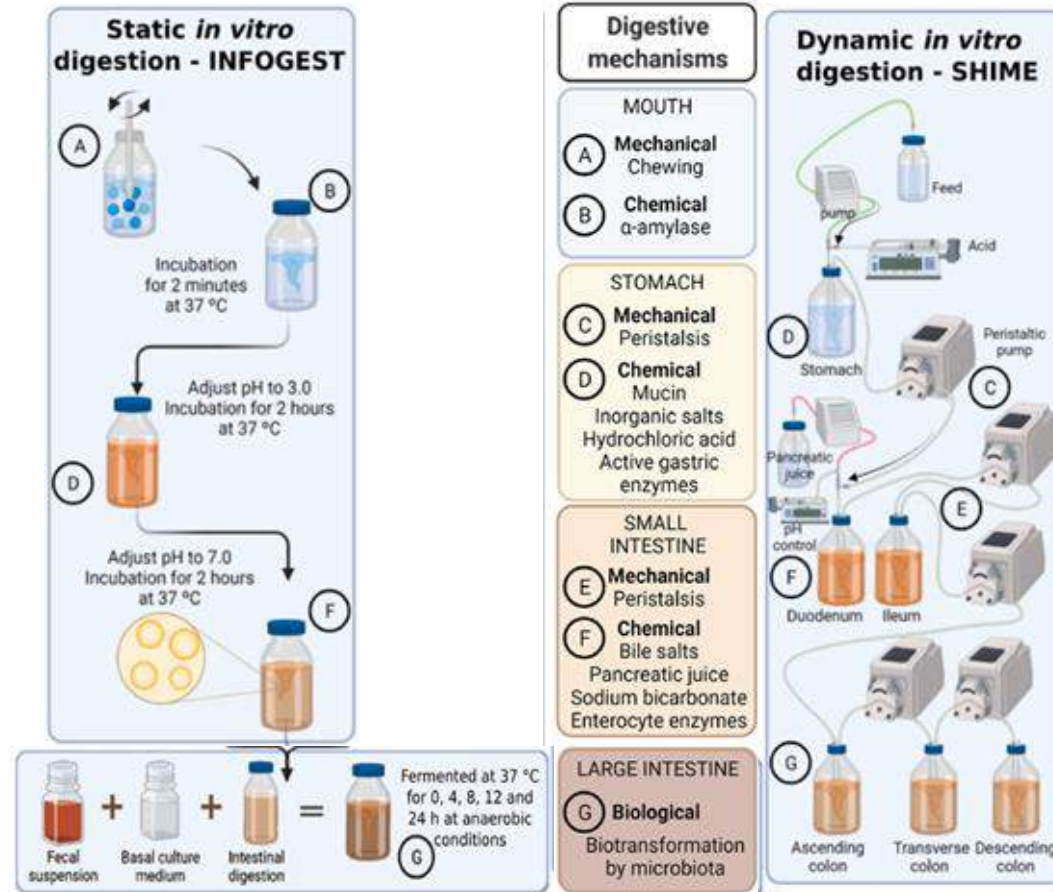 Static in vitro
digestion - INFOGEST
A
B
Incubation
for 2 minutes
at 37 ºC
Adjust pH to 3.0
Incubation for 2 hours
at 37 ºC
D
Adjust pH to 7.0
Incubation for 2 hours
at 37 ºC
F
Fecal
suspension
+
Basal culture
medium
+
Intestinal
digestion
=
Fermented at 37 °C
for 0, 4, 8, 12 and
24 h at anaerobic
conditions
G
Digestive
mechanisms
MOUTH
A Mechanical
Chewing
B Chemical
α-amylase
STOMACH
C Mechanical
Peristalsis
D Chemical
Mucin
Inorganic salts
Hydrochloric acid
Active gastric
enzymes
SMALL
INTESTINE
E Mechanical
Peristalsis
F Chemical
Bile salts
Pancreatic juice
Sodium bicarbonate
Enterocyte enzymes
LARGE INTESTINE
G Biological
Biotransformation
by microbiota
Dynamic in vitro
digestion - SHIME
Feed
pump
Acid
D
Stomach
Peristaltic
pump
C
Pancreatic
juice
E
pH
control
F
Duodenum
Ileum
G
Ascending
colon
Transverse
colon
Descending
colon